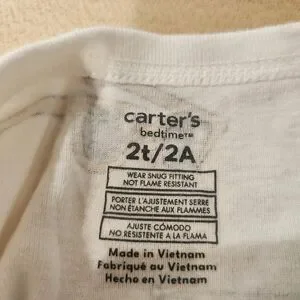 carter's
bedtime™
2t/2A
WEAR SNUG FITTING
NOT FLAME RESISTANT
PORTER L'AJUSTEMENT SERRÉ
NON ÉTANCHE AUX FLAMMES
AJUSTE CÓMODO
NO RESISTENTE A LA FLAMA
Made in Vietnam
Fabriqué au Vietnam
Hecho en Vietnam